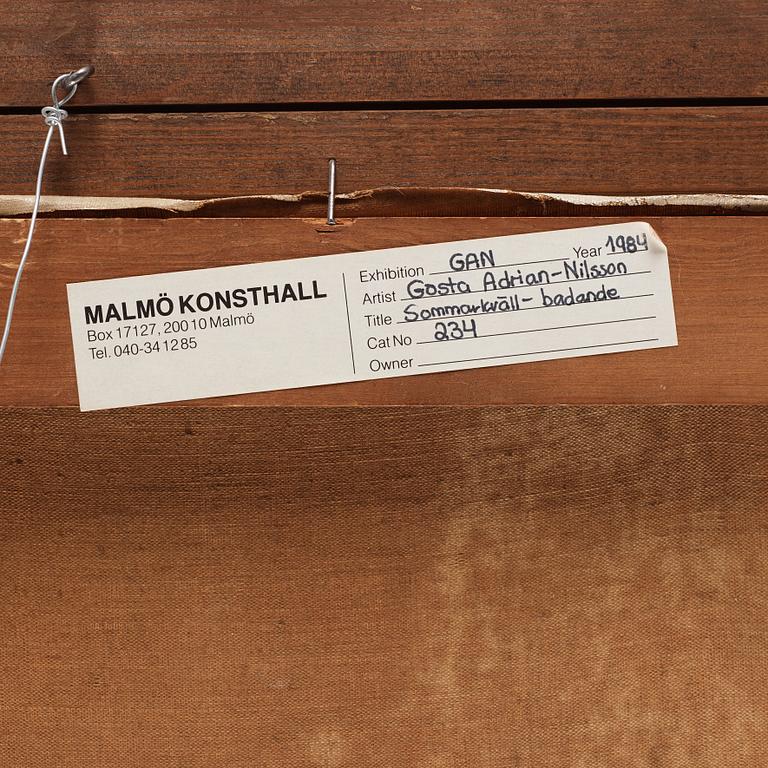 MALMÖ KONSTHALL
Box 17127, 200 10 Malmö
Tel. 040-34 12 85
Exhibition GAN Year 1984
Artist Gosta Adrian-Nilsson
Title Sommarkväll - badande
Cat No 234
Owner